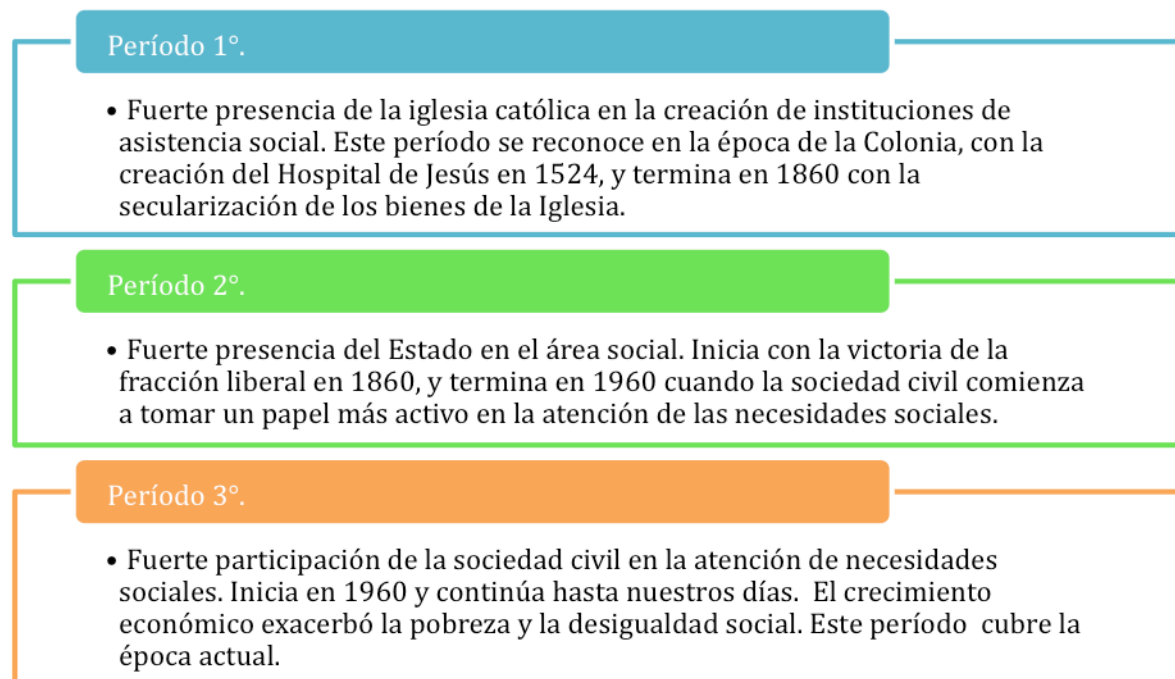 Período 1°.
• Fuerte presencia de la iglesia católica en la creación de instituciones de
asistencia social. Este período se reconoce en la época de la Colonia, con la
creación del Hospital de Jesús en 1524, y termina en 1860 con la
secularización de los bienes de la Iglesia.
Período 2°.
• Fuerte presencia del Estado en el área social. Inicia con la victoria de la
fracción liberal en 1860, y termina en 1960 cuando la sociedad civil comienza
a tomar un papel más activo en la atención de las necesidades sociales.
Período 3°.
• Fuerte participación de la sociedad civil en la atención de necesidades
sociales. Inicia en 1960 y continúa hasta nuestros días.  El crecimiento
económico exacerbó la pobreza y la desigualdad social. Este período  cubre la
época actual.